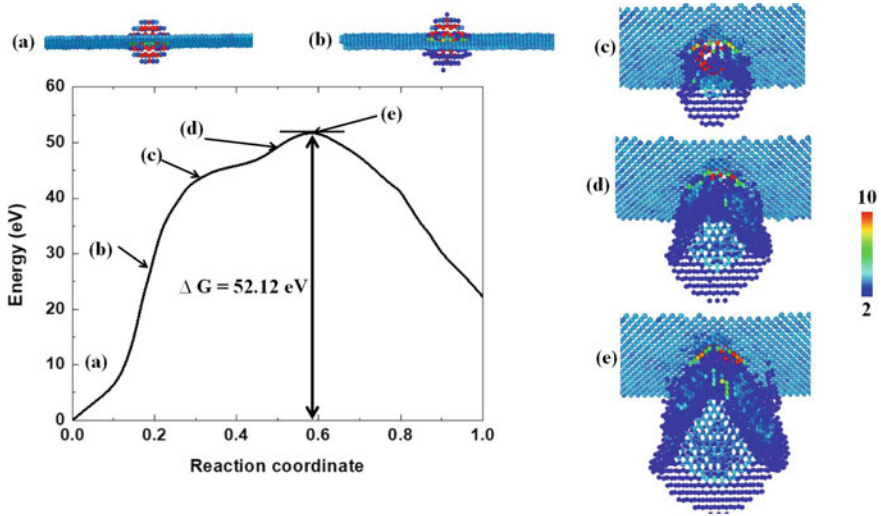 (a)
(b)
(c)
60
50
40
30
20
10
0
Energy (eV)
(e)
(d)
(c)
(b)
Δ G = 52.12 eV
(a)
0.0
0.2
0.4
0.6
0.8
1.0
Reaction coordinate
(d)
10
2
(e)